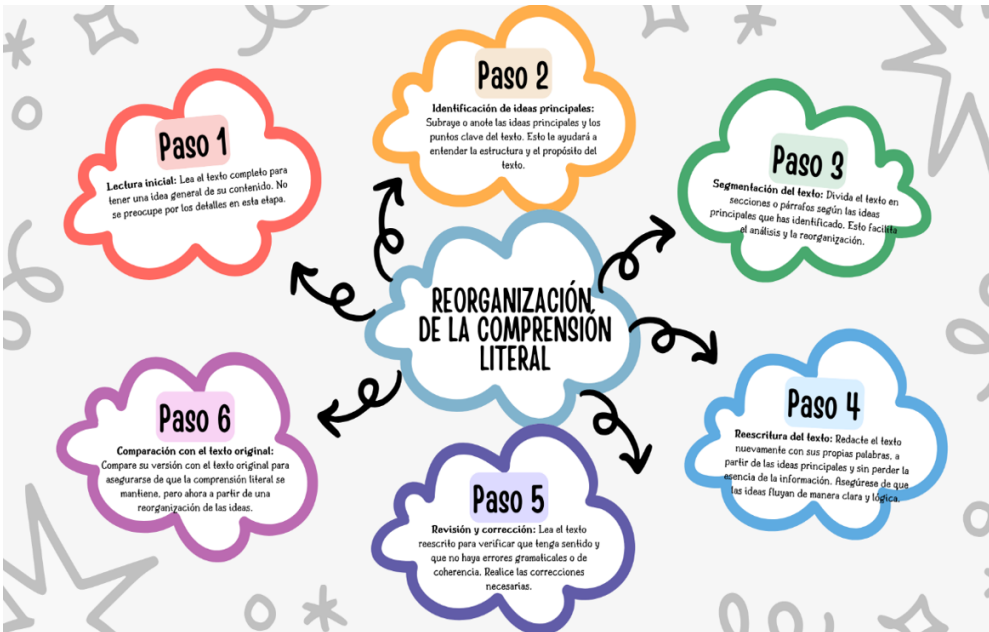 Paso 1
Lectura inicial: Lea el texto completo para
tener una idea general de su contenido. No
se preocupe por los detalles en esta etapa.
Paso 2
Identificación de ideas principales:
Subraye o anote las ideas principales y los
puntos clave del texto. Esto le ayudará a
entender la estructura y el propósito del
texto.
Paso 3
Segmentación del texto: Divida el texto en
secciones o párrafos según las ideas
principales que has identificado. Esto facilita
el análisis y la reorganización.
REORGANIZACIÓN
DE LA COMPRENSIÓN
LITERAL
Paso 4
Reescritura del texto: Redacte el texto
nuevamente con sus propias palabras, a
partir de las ideas principales y sin perder la
esencia de la información. Asegúrese de que
las ideas fluyan de manera clara y lógica.
Paso 5
Revisión y corrección: Lea el texto
reescrito para verificar que tenga sentido y
que no haya errores gramaticales o de
coherencia. Realice las correcciones
necesarias.
Paso 6
Comparación con el texto original:
Compare su versión con el texto original para
asegurarse de que la comprensión literal se
mantiene, pero ahora a partir de una
reorganización de las ideas.